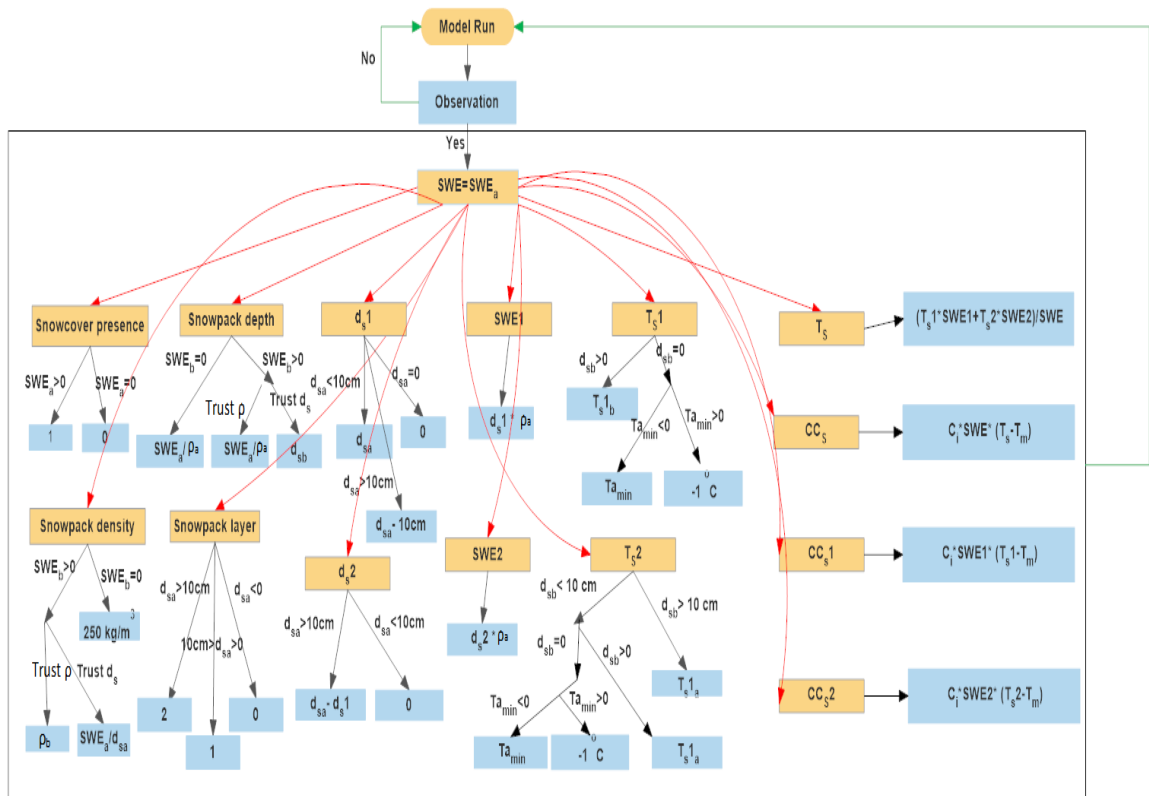 Model Run
No
Observation
Yes
SWE=SWEa
Snowcover presence
Snowpack depth
ds1
SWE1
TS1
TS
(Ts1*SWE1+Ts2*SWE2)/SWE
SWEa>0
SWEa=0
SWEb=0
SWEb>0
Trust ρ
Trust ds
dsa<10cm
dsa=0
dsb>0
dsb=0
1
0
SWEa/ρa
SWEa/ρa
dsb
dsa
0
ds1 * ρa
Ts1b
Tamin<0
Tamin>0
CCS
Ci*SWE* (Ts-Tm)
dsa>10cm
Tamin
-1 °C
dsa- 10cm
Snowpack density
Snowpack layer
ds2
SWE2
TS2
CCs1
Ci*SWE1* (Ts1-Tm)
SWEb>0
SWEb=0
dsa>10cm
10cm>dsa>0
dsa<0
dsa>10cm
dsa<10cm
dsb< 10 cm
dsb> 10 cm
250 kg/m3
ds2 * ρa
dsb=0
dsb>0
Trust ρ
Trust ds
Ts1a
CCS2
Ci*SWE2* (Ts2-Tm)
2
0
dsa- ds1
0
Tamin<0
Tamin>0
ρb
SWEa/dsa
1
Tamin
-1 °C
Ts1a